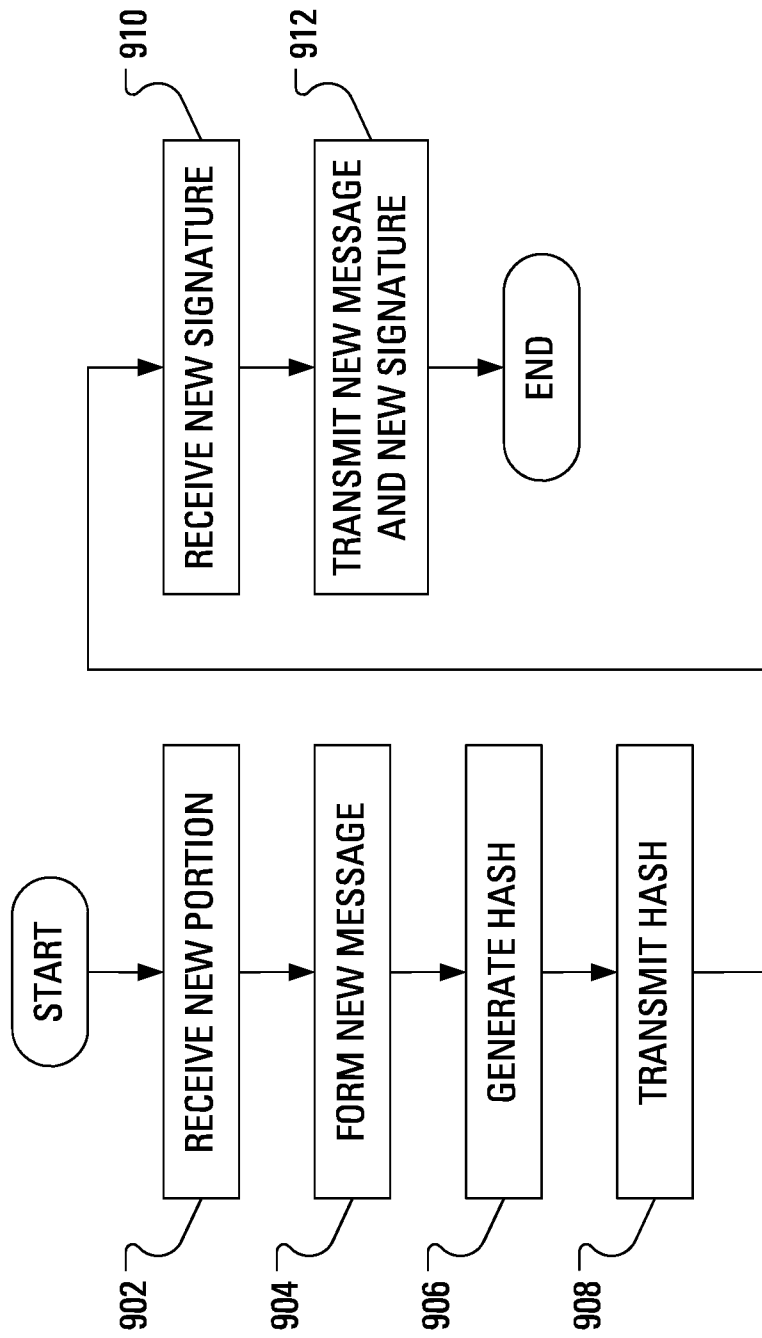 START
902
RECEIVE NEW PORTION
904
FORM NEW MESSAGE
906
GENERATE HASH
908
TRANSMIT HASH
910
RECEIVE NEW SIGNATURE
912
TRANSMIT NEW MESSAGE
AND NEW SIGNATURE
END